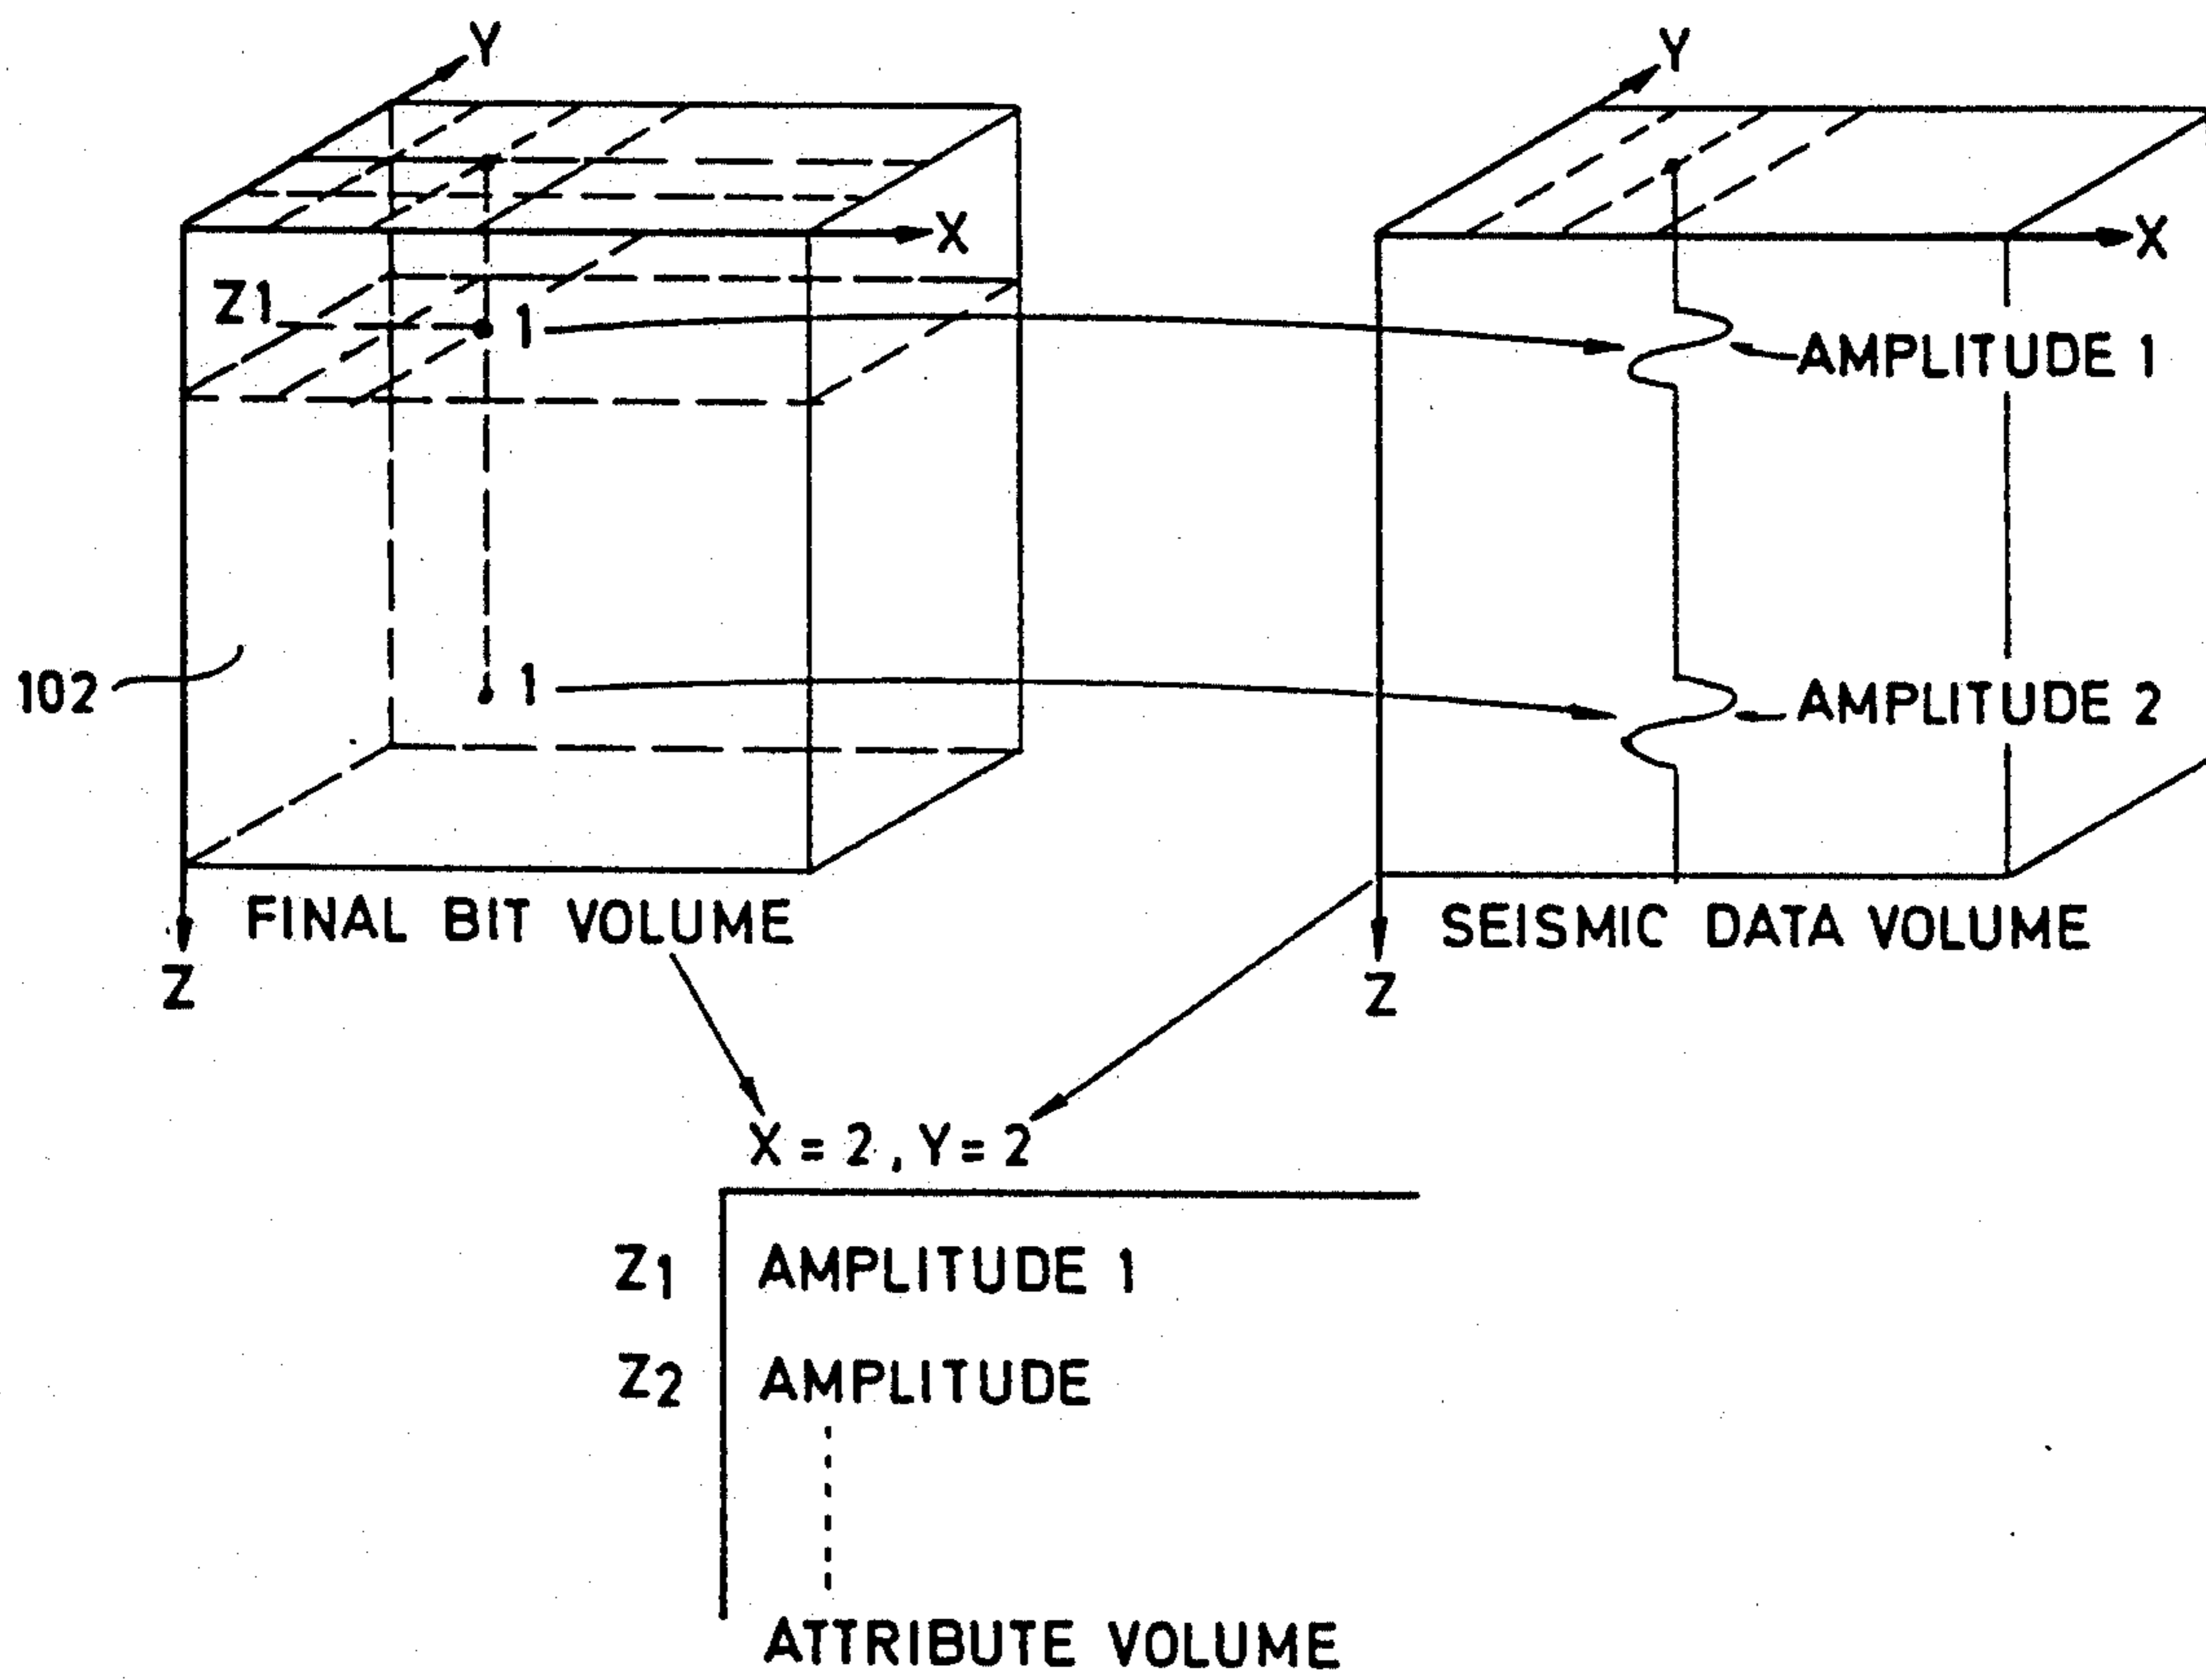 Y
Y
X
X
Z1
1
AMPLITUDE 1
102
1
AMPLITUDE 2
FINAL BIT VOLUME
SEISMIC DATA VOLUME
Z
Z
X = 2, Y = 2
Z1 AMPLITUDE 1
Z2 AMPLITUDE
ATTRIBUTE VOLUME